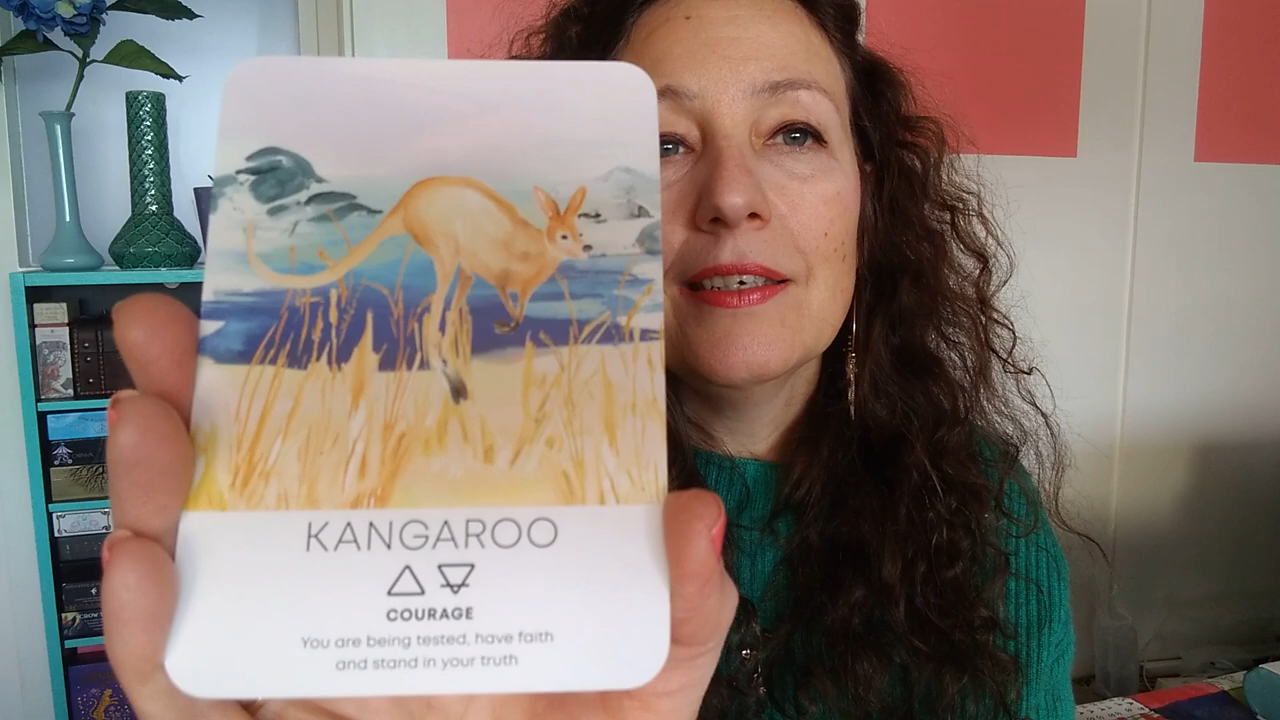 KANGAROO
COURAGE
You are being tested, have faith
and stand in your truth